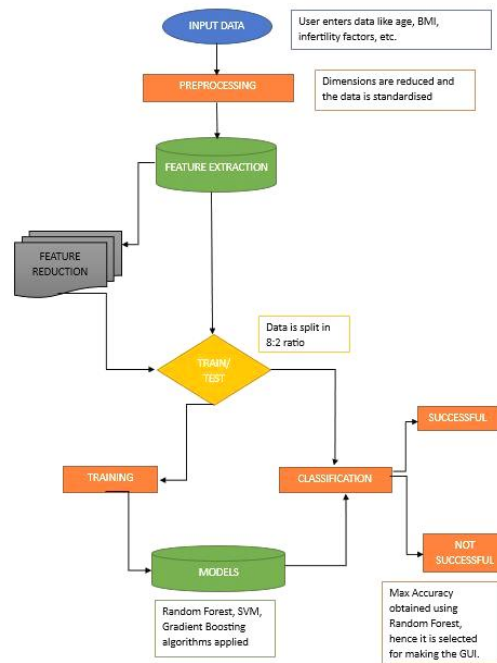 INPUT DATA
User enters data like age, BMI,
infertility factors, etc.
PREPROCESSING
Dimensions are reduced and
the data is standardised
FEATURE EXTRACTION
FEATURE
REDUCTION
Data is split in
8:2 ratio
TRAIN/
TEST
SUCCESSFUL
TRAINING
CLASSIFICATION
NOT
SUCCESSFUL
MODELS
Random Forest, SVM,
Gradient Boosting
algorithms applied
Max Accuracy
obtained using
Random Forest,
hence it is selected
for making the GUI.